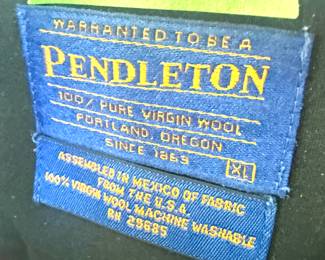 WARRANTED TO BE A
PENDLETON
100% PURE VIRGIN WOOL
PORTLAND, OREGON
SINCE 1863
XL
ASSEMBLED IN MEXICO OF FABRIC
FROM THE U.S.A.
100% VIRGIN WOOL MACHINE WASHABLE
RN 29685